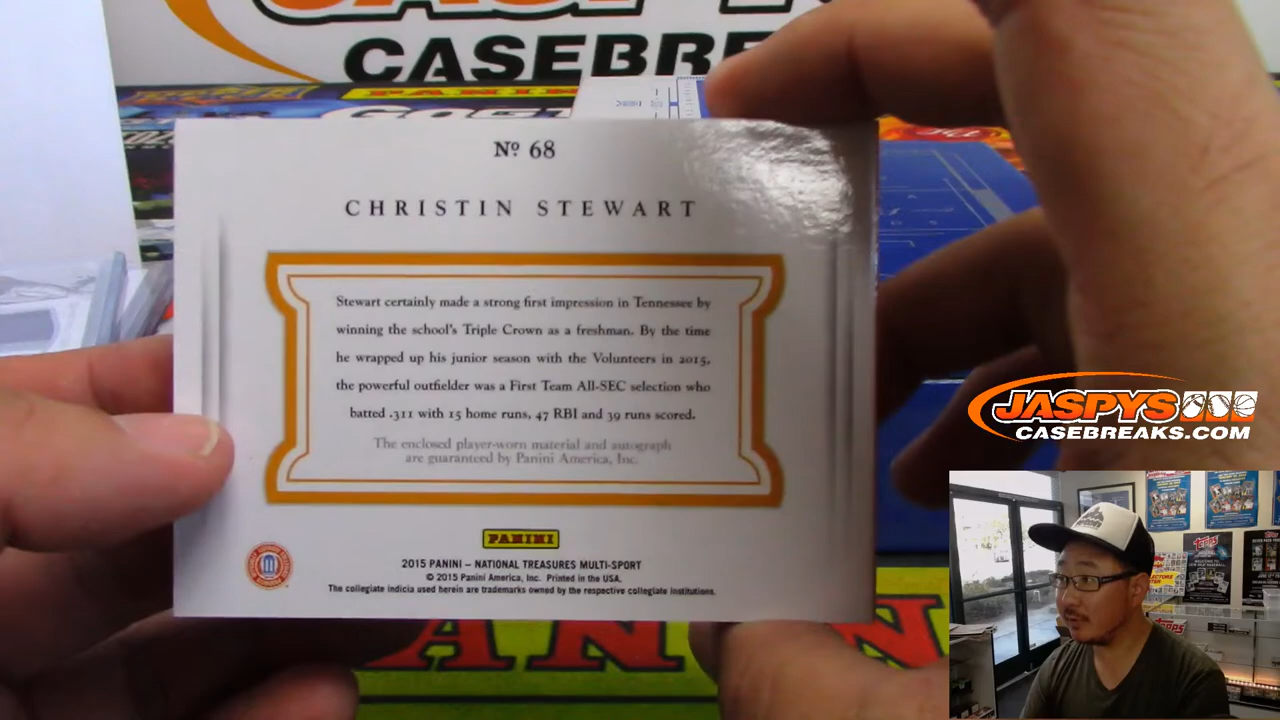 CASEBRE
PANINI
№ 68
CHRISTIN STEWART
Stewart certainly made a strong first impression in Tennessee by
winning the school's Triple Crown as a freshman. By the time
he wrapped up his junior season with the Volunteers in 2015,
the powerful outfielder was a First Team All-SEC selection who
batted .311 with 15 home runs, 47 RBI and 39 runs scored.
The enclosed player-worn material and autograph
are guaranteed by Panini America, Inc.
PANINI
2015 PANINI – NATIONAL TREASURES MULTI-SPORT
© 2015 Panini America, Inc. Printed in the USA.
The collegiate indicia used herein are trademarks owned by the respective collegiate institutions.
JASPYS
CASEBREAKS.COM
topps
topps
PANIN